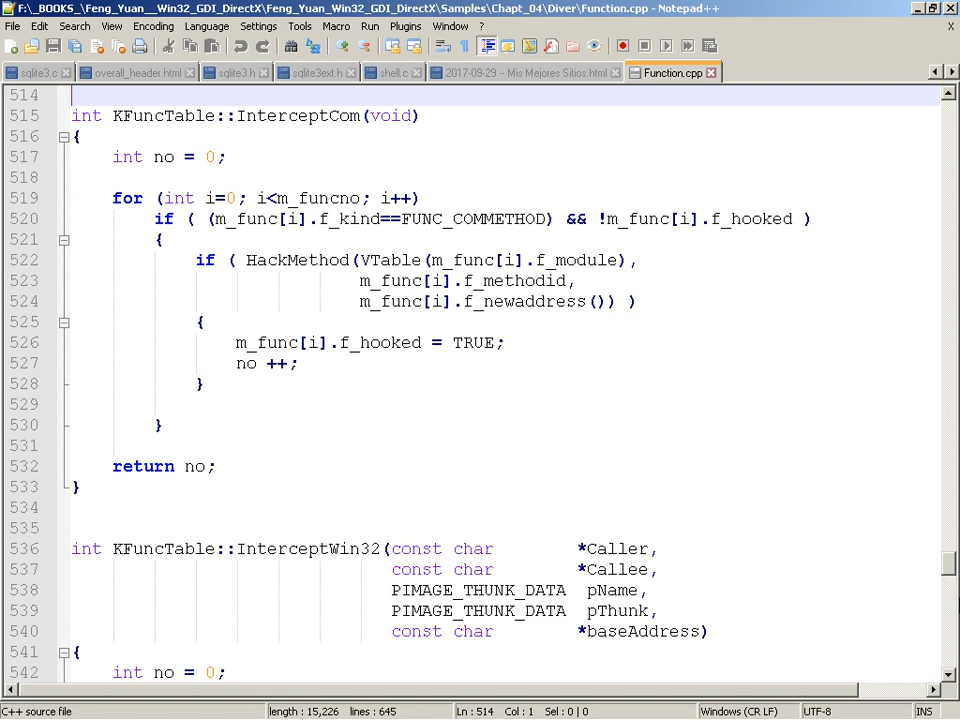 F:\_BOOKS_\Feng_Yuan__Win32_GDI_DirectX\Feng_Yuan_Win32_GDI_DirectX\Samples\Chapt_04\Diver\Function.cpp - Notepad++
File Edit Search View Encoding Language Settings Tools Macro Run Plugins Window ? X
sqlite3.c overall_header.html sqlite3.h sqlite3ext.h shell.c 2017-09-29 -- Mis Mejores Sitios.html Function.cpp
514
515 int KFuncTable::InterceptCom(void)
516 {
517 int no = 0;
518
519 for (int i=0; i<m_funcno; i++)
520 if ( (m_func[i].f_kind==FUNC_COMMETHOD) && !m_func[i].f_hooked )
521 {
522 if ( HackMethod(VTable(m_func[i].f_module),
523 m_func[i].f_methodid,
524 m_func[i].f_newaddress()) )
525 {
526 m_func[i].f_hooked = TRUE;
527 no ++;
528 }
529
530 }
531
532 return no;
533 }
534
535
536 int KFuncTable::InterceptWin32(const char *Caller,
537 const char *Callee,
538 PIMAGE_THUNK_DATA pName,
539 PIMAGE_THUNK_DATA pThunk,
540 const char *baseAddress)
541 {
542 int no = 0;
C++ source file length : 15,226 lines : 645 Ln : 514 Col : 1 Sel : 0 | 0 Windows (CR LF) UTF-8 INS